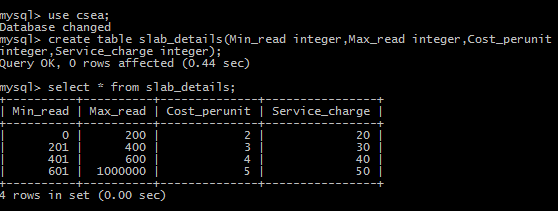 mysql> use csea;
Database changed
mysql> create table slab_details(Min_read integer,Max_read integer,Cost_perunit
integer,Service_charge integer);
Query OK, 0 rows affected (0.44 sec)

mysql> select * from slab_details;
+----------+----------+--------------+----------------+
| Min_read | Max_read | Cost_perunit | Service_charge |
+----------+----------+--------------+----------------+
|        0 |      200 |            2 |             20 |
|      201 |      400 |            3 |             30 |
|      401 |      600 |            4 |             40 |
|      601 |  1000000 |            5 |             50 |
+----------+----------+--------------+----------------+
4 rows in set (0.00 sec)